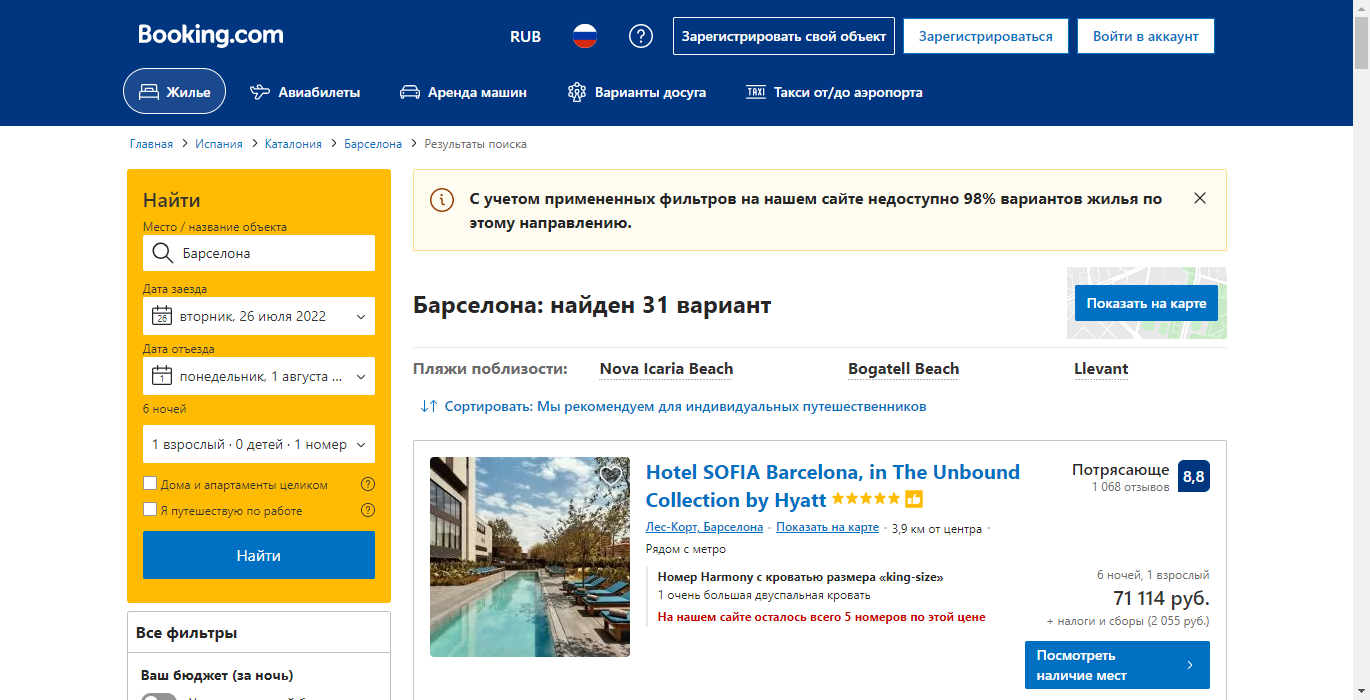 Booking.com
RUB
?
Зарегистрировать свой объект
Зарегистрироваться
Войти в аккаунт
Жилье
Авиабилеты
Аренда машин
Варианты досуга
TAXI Такси от/до аэропорта
Главная > Испания > Каталония > Барселона > Результаты поиска
Найти
Место / название объекта
Барселона
Дата заезда
26
вторник, 26 июля 2022
Дата отъезда
1
понедельник, 1 августа ...
6 ночей
1 взрослый · 0 детей · 1 номер
Дома и апартаменты целиком ?
Я путешествую по работе ?
Найти
Все фильтры
Ваш бюджет (за ночь)
С учетом примененных фильтров на нашем сайте недоступно 98% вариантов жилья по
этому направлению.
Барселона: найден 31 вариант
Показать на карте
Пляжи поблизости: Nova Icaria Beach Bogatell Beach Llevant
Сортировать: Мы рекомендуем для индивидуальных путешественников
Hotel SOFIA Barcelona, in The Unbound
Collection by Hyatt
Потрясающе
1 068 отзывов
8,8
Лес-Корт, Барселона · Показать на карте · 3,9 км от центра ·
Рядом с метро
Номер Harmony с кроватью размера «king-size»
1 очень большая двуспальная кровать
На нашем сайте осталось всего 5 номеров по этой цене
6 ночей, 1 взрослый
71 114 руб.
+ налоги и сборы (2 055 руб.)
Посмотреть
наличие мест